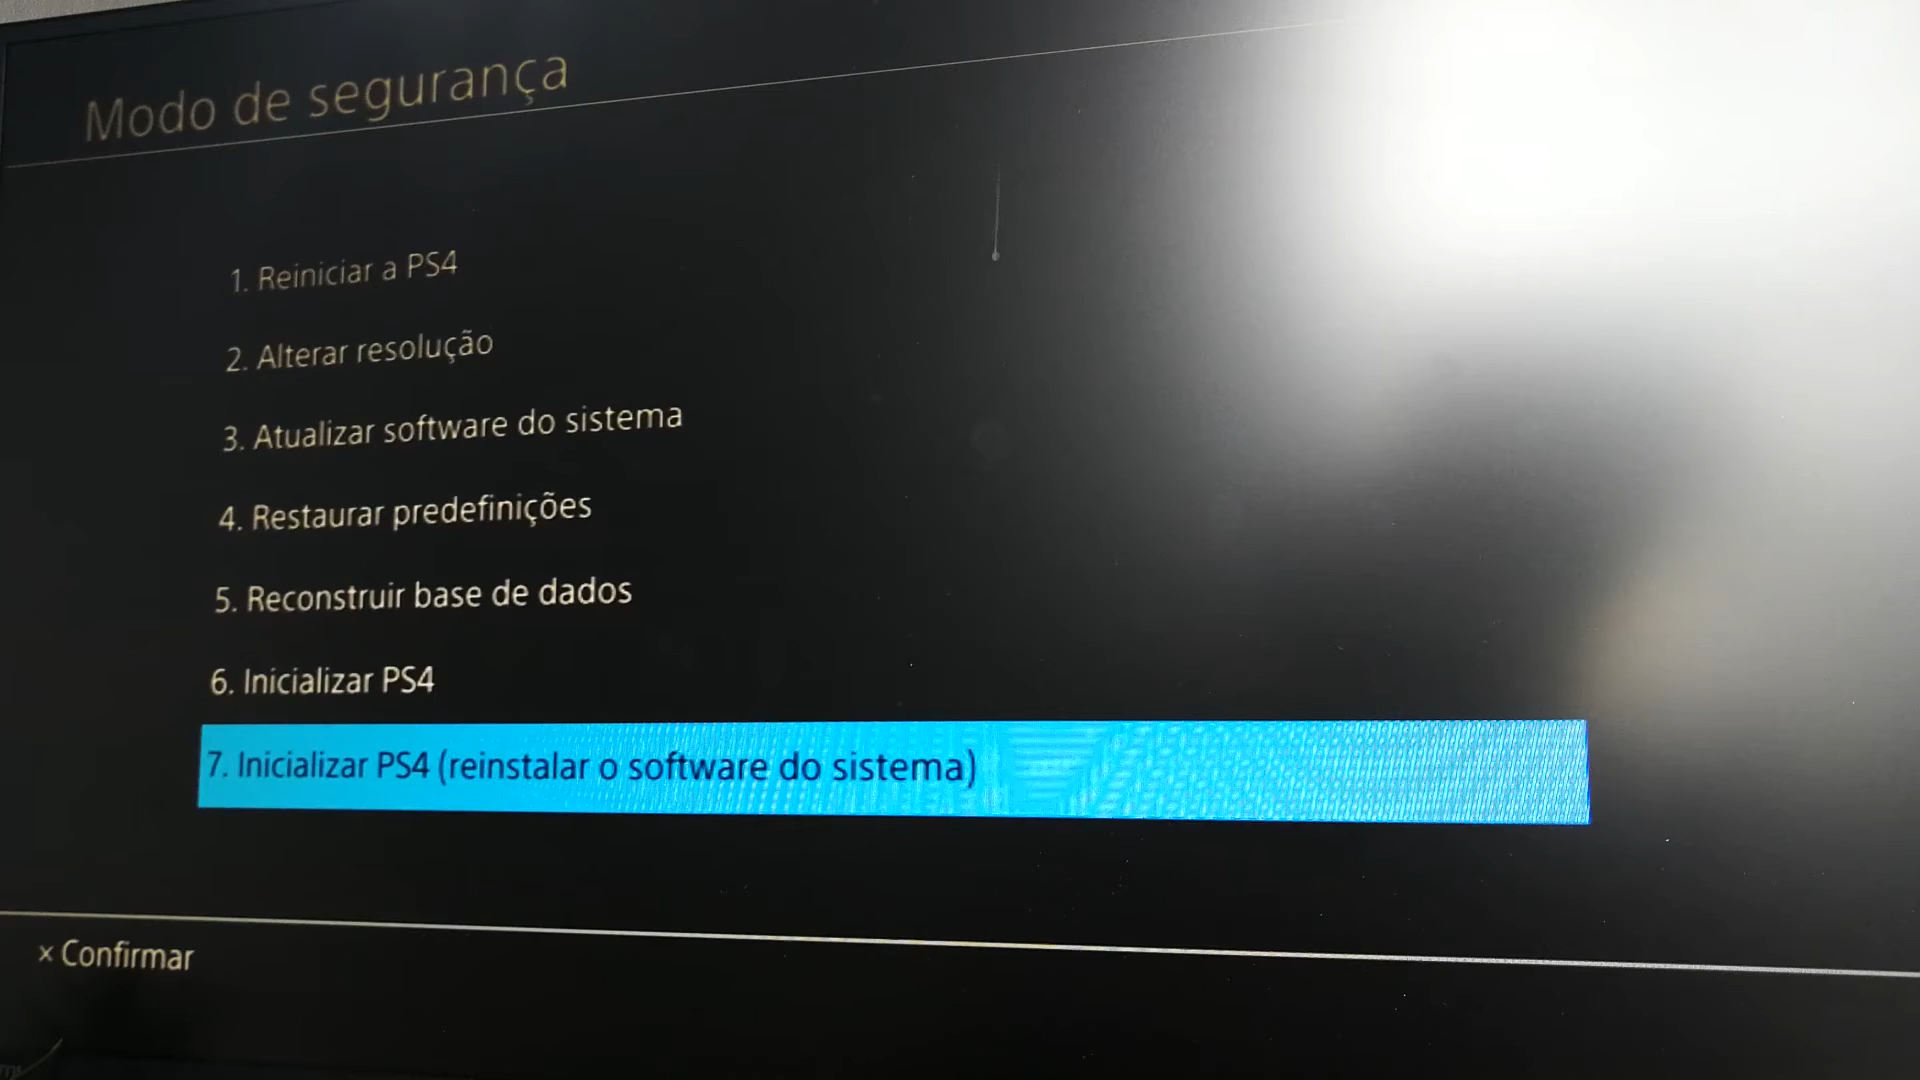 Modo de segurança
1. Reiniciar a PS4
2. Alterar resolução
3. Atualizar software do sistema
4. Restaurar predefinições
5. Reconstruir base de dados
6. Inicializar PS4
7. Inicializar PS4 (reinstalar o software do sistema)
× Confirmar